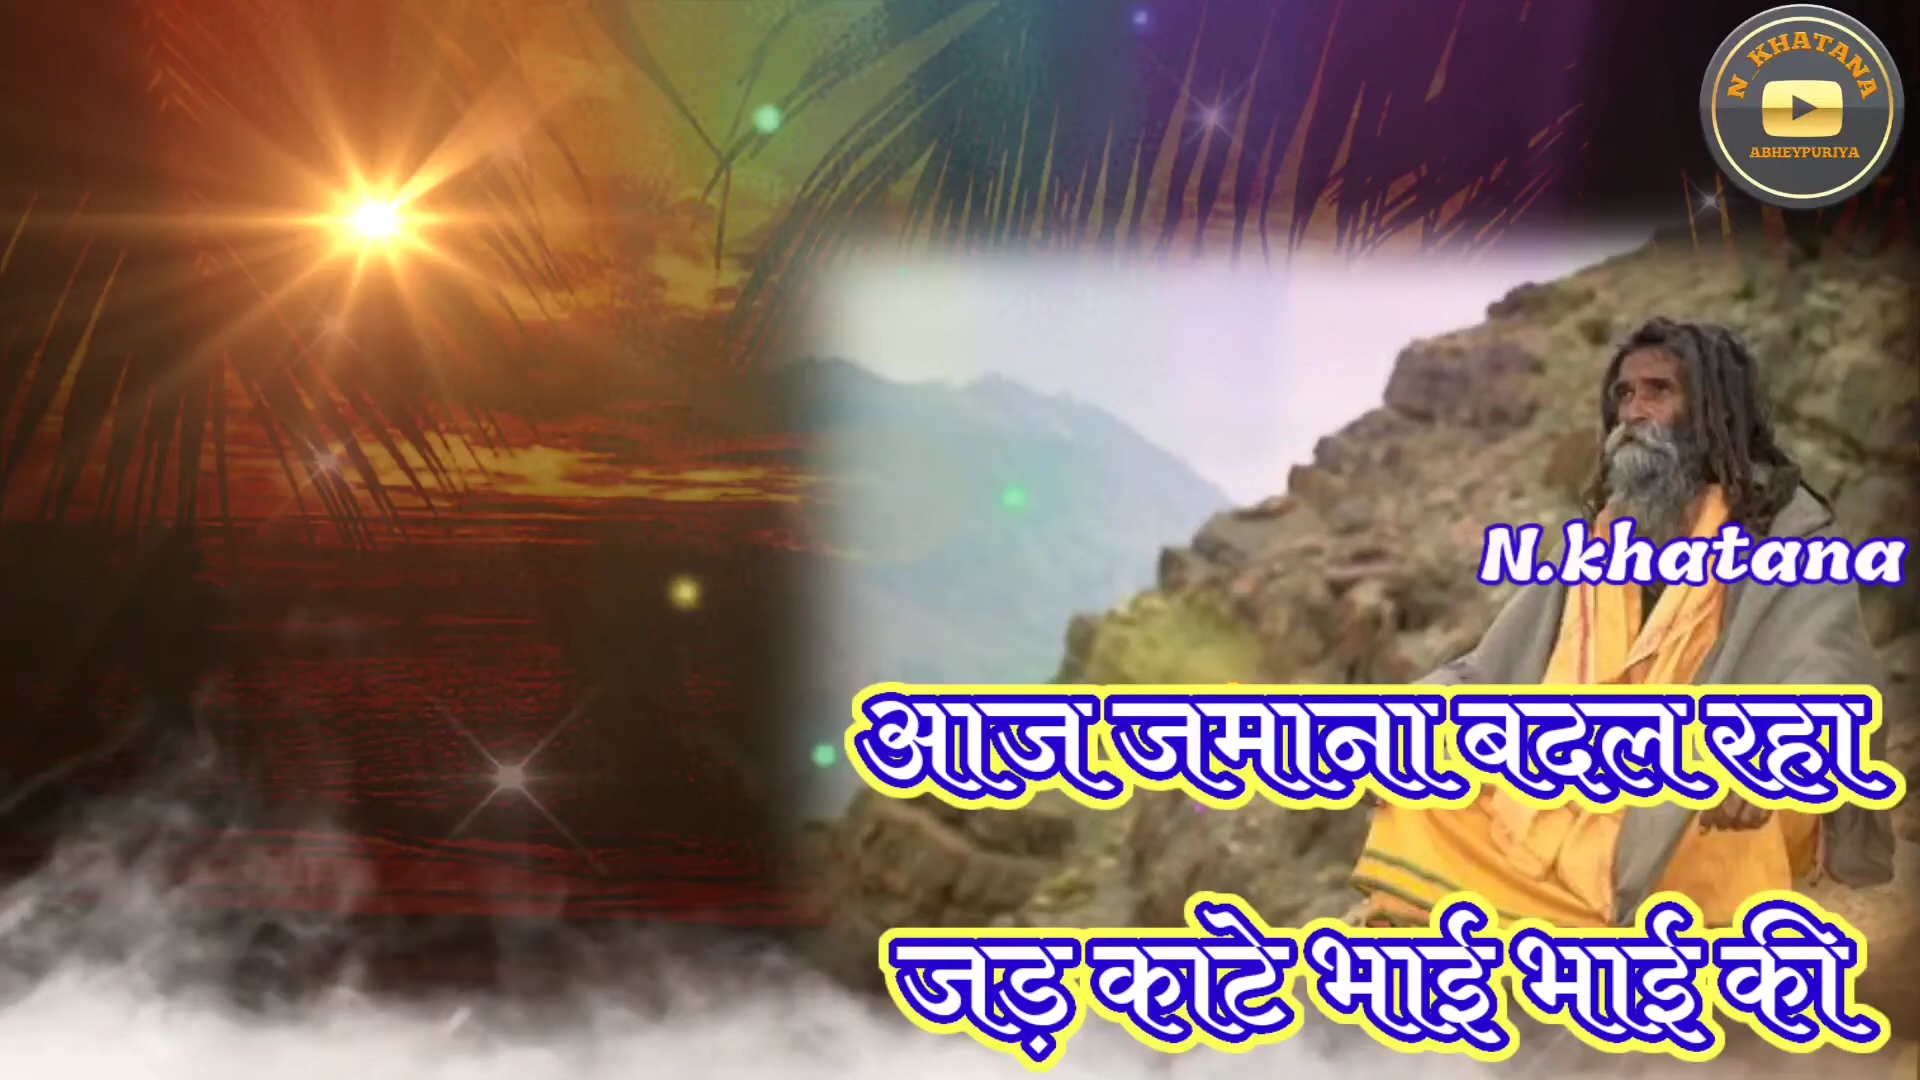 N_KHATANA
ABHEYPURIYA
N.khatana
आज जमाना बदल रहा
जड़ काटे भाई भाई की